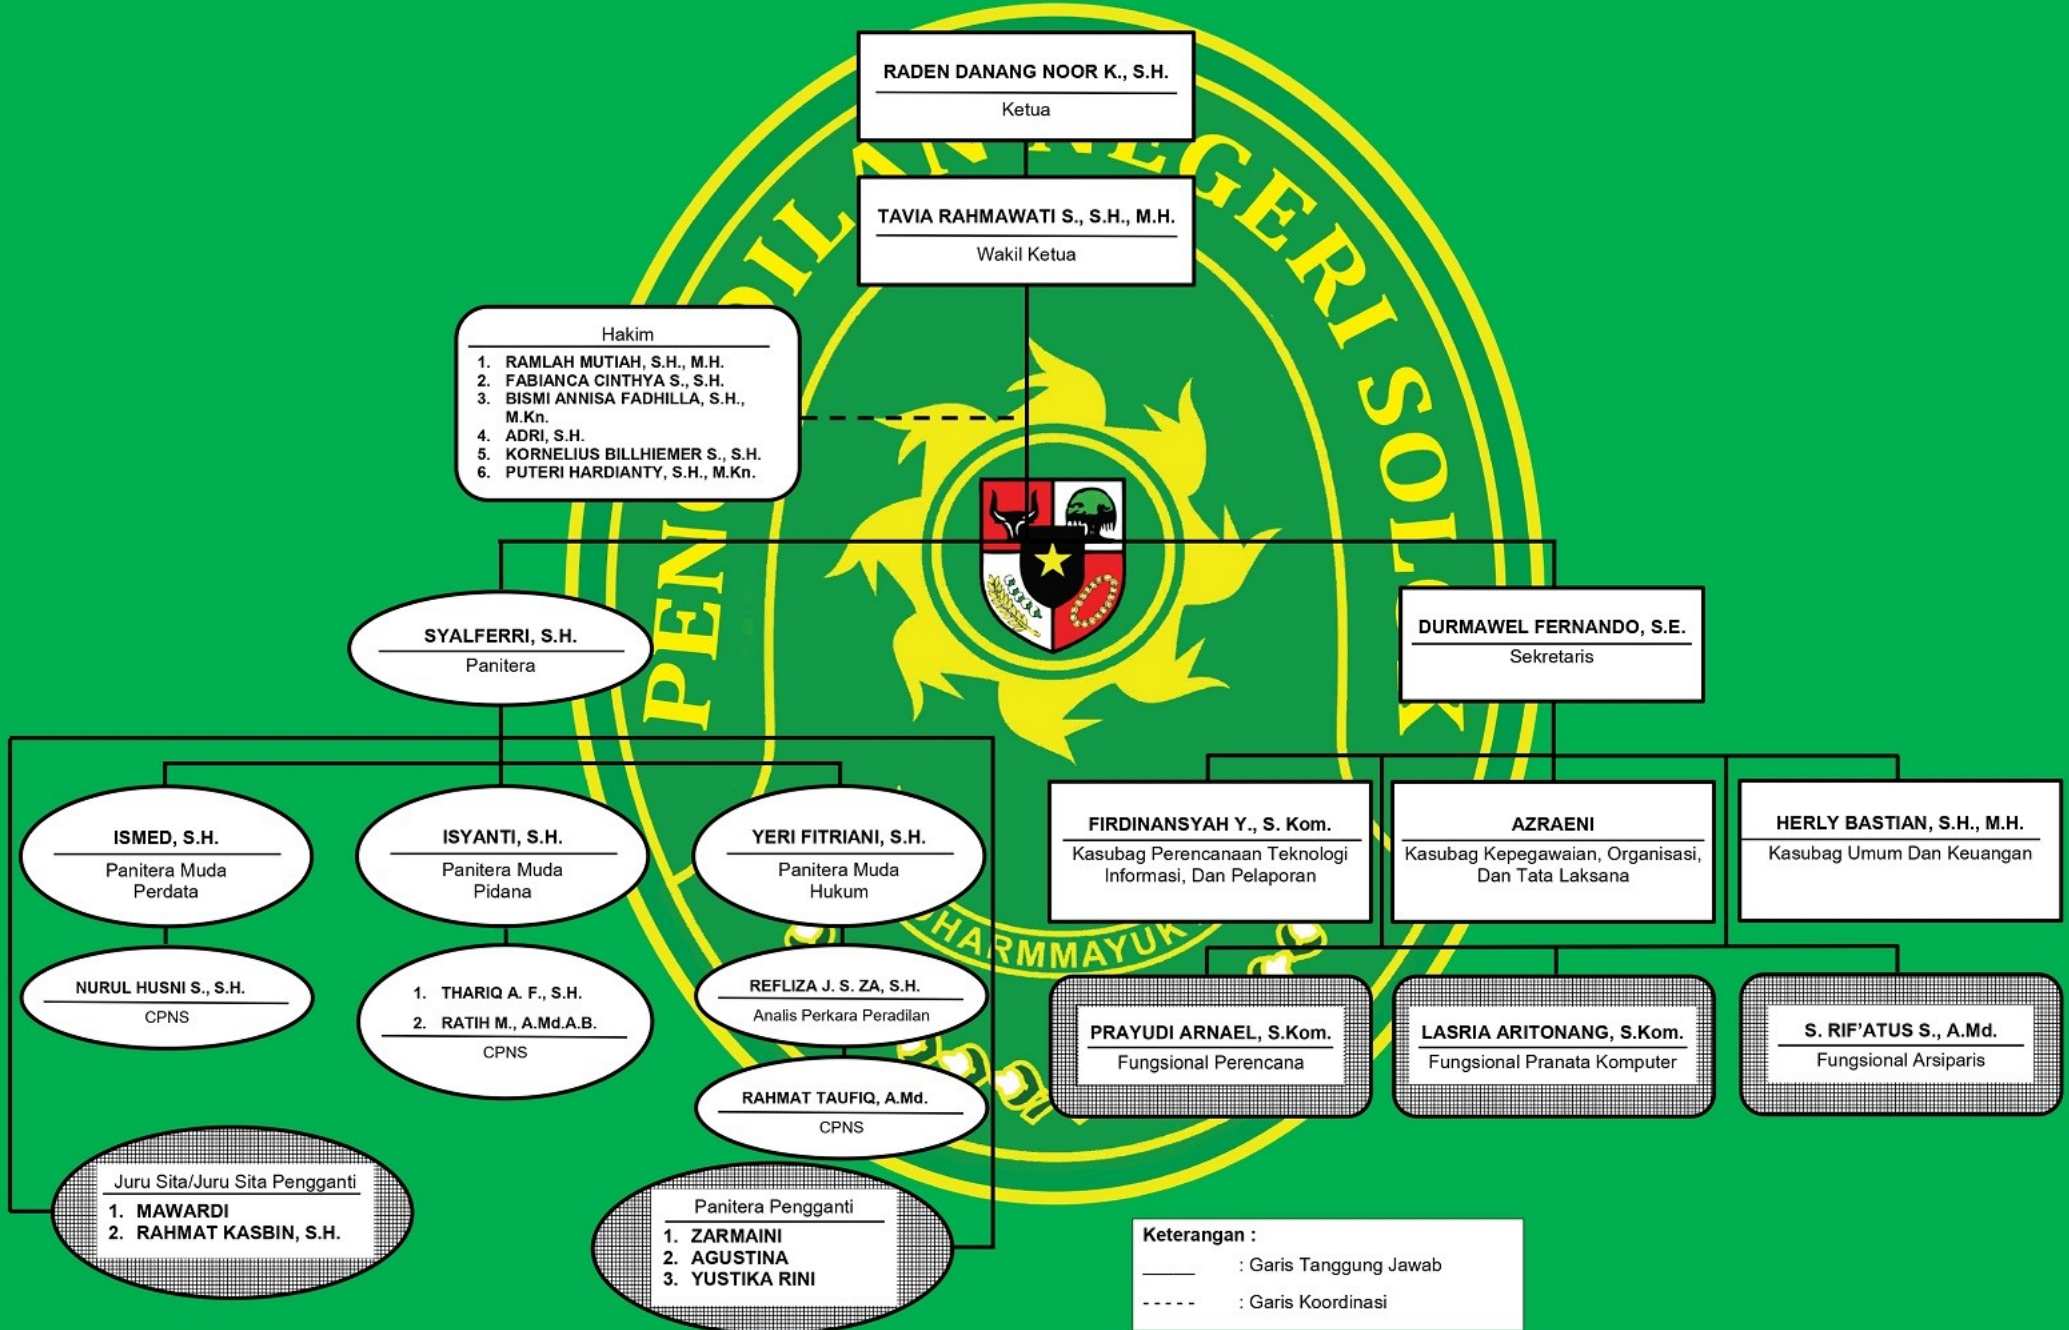 RADEN DANANG NOOR K., S.H.
Ketua
TAVIA RAHMAWATI S., S.H., M.H.
Wakil Ketua
Hakim
1. RAMLAH MUTIAH, S.H., M.H.
2. FABIANCA CINTHYA S., S.H.
3. BISMI ANNISA FADHILLA, S.H.,
M.Kn.
4. ADRI, S.H.
5. KORNELIUS BILLHIEMER S., S.H.
6. PUTERI HARDIANTY, S.H., M.Kn.
SYALFERRI, S.H.
Panitera
DURMAWEL FERNANDO, S.E.
Sekretaris
ISMED, S.H.
Panitera Muda
Perdata
ISYANTI, S.H.
Panitera Muda
Pidana
YERI FITRIANI, S.H.
Panitera Muda
Hukum
FIRDINANSYAH Y., S. Kom.
Kasubag Perencanaan Teknologi
Informasi, Dan Pelaporan
AZRAENI
Kasubag Kepegawaian, Organisasi,
Dan Tata Laksana
HERLY BASTIAN, S.H., M.H.
Kasubag Umum Dan Keuangan
NURUL HUSNI S., S.H.
CPNS
1. THARIQ A. F., S.H.
2. RATIH M., A.Md.A.B.
CPNS
REFLIZA J. S. ZA, S.H.
Analis Perkara Peradilan
RAHMAT TAUFIQ, A.Md.
CPNS
PRAYUDI ARNAEL, S.Kom.
Fungsional Perencana
LASRIA ARITONANG, S.Kom.
Fungsional Pranata Komputer
S. RIF'ATUS S., A.Md.
Fungsional Arsiparis
Juru Sita/Juru Sita Pengganti
1. MAWARDI
2. RAHMAT KASBIN, S.H.
Panitera Pengganti
1. ZARMAINI
2. AGUSTINA
3. YUSTIKA RINI
Keterangan :
_____ : Garis Tanggung Jawab
----- : Garis Koordinasi
NEGERI